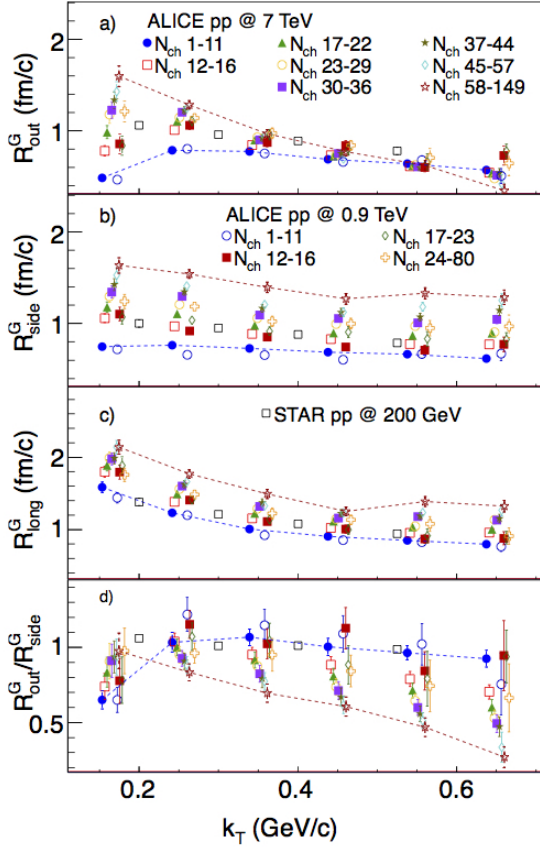 a) ALICE pp @ 7 TeV
N_ch 1-11 N_ch 17-22 N_ch 37-44
N_ch 12-16 N_ch 23-29 N_ch 45-57
N_ch 30-36 N_ch 58-149
2
1
R^G_out (fm/c)
b) ALICE pp @ 0.9 TeV
N_ch 1-11 N_ch 17-23
N_ch 12-16 N_ch 24-80
2
1
R^G_side (fm/c)
c) STAR pp @ 200 GeV
2
1
R^G_long (fm/c)
d)
1
0.5
R^G_out/R^G_side
0.2 0.4 0.6
k_T (GeV/c)